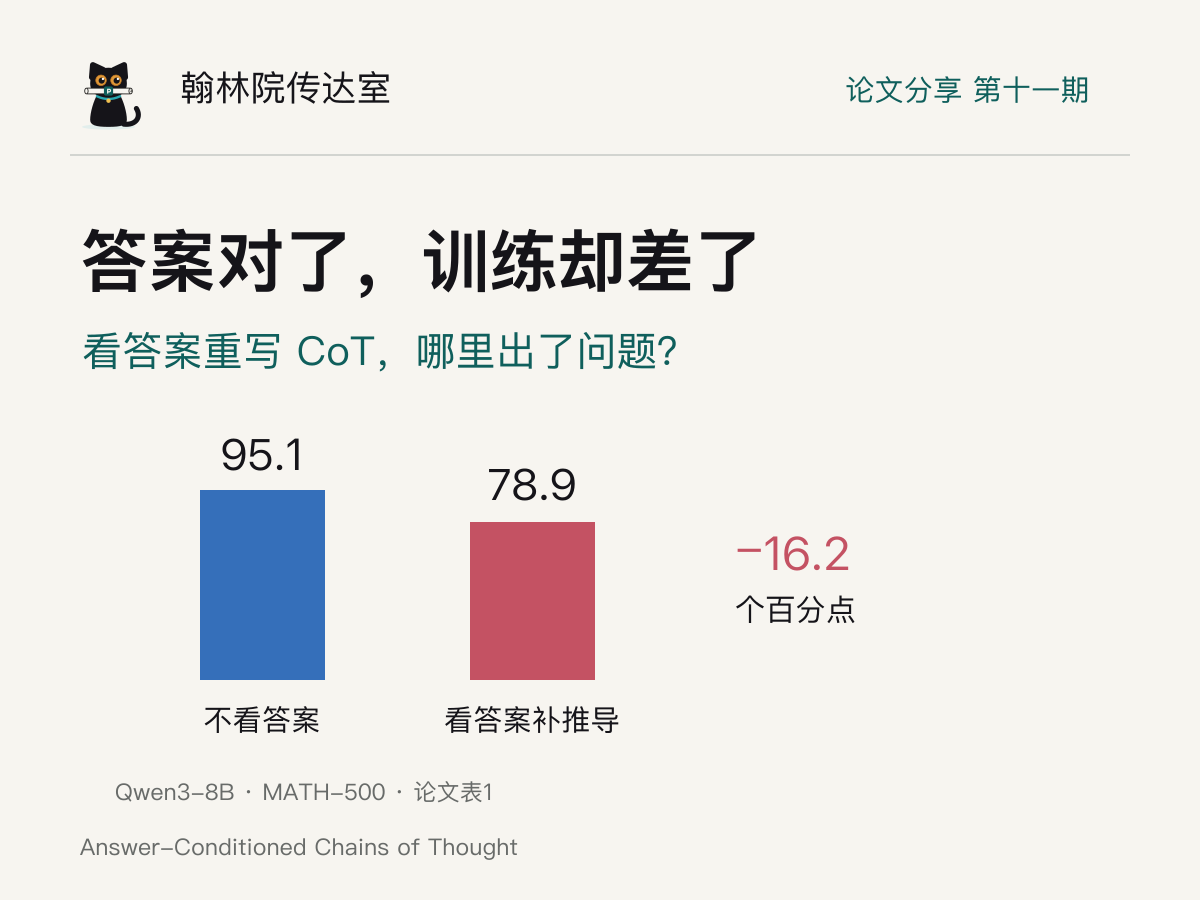 翰林院传达室
论文分享 第十一期
答案对了，训练却差了
看答案重写 CoT，哪里出了问题?
95.1
78.9
−16.2
个百分点
不看答案
看答案补推导
Qwen3–8B · MATH–500 · 论文表1
Answer–Conditioned Chains of Thought
P